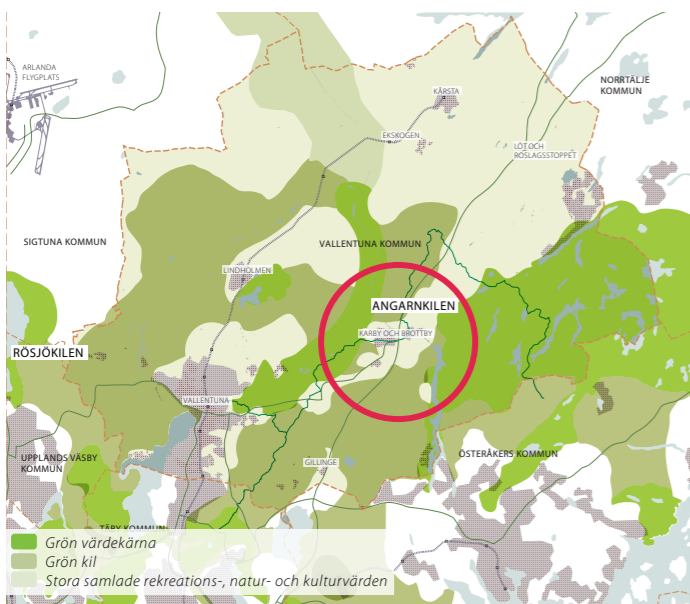 ARLANDA
FLYGPLATS
NORRTÄLJE
KOMMUN
KÅRSTA
EKSKOGEN
LÖT OCH
ROSLAGSSTOPPET
SIGTUNA KOMMUN
VALLENTUNA KOMMUN
LINDHOLMEN
ANGARNKILEN
KARBY OCH BROTTBY
RÖSJÖKILEN
VALLENTUNA
UPPLANDS VÄSBY
KOMMUN
GILLINGE
ÖSTERÅKERS KOMMUN
TÄBY KOMMUN
Grön värdekärna
Grön kil
Stora samlade rekreations-, natur- och kulturvärden